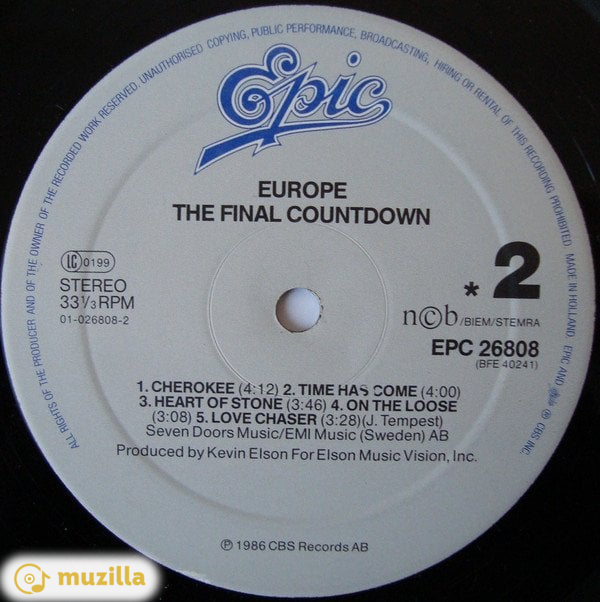 Epic
ALL RIGHTS OF THE PRODUCER AND OF THE OWNER OF THE RECORDED WORK RESERVED. UNAUTHORISED COPYING, PUBLIC PERFORMANCE, BROADCASTING, HIRING OR RENTAL OF THIS RECORDING PROHIBITED. MADE IN HOLLAND. EPIC AND Epic ℗ CBS INC.
EUROPE
THE FINAL COUNTDOWN
LC 0199
STEREO
33⅓ RPM
01-026808-2
* 2
n©b/BIEM/STEMRA
EPC 26808
(BFE 40241)
1. CHEROKEE (4:12) 2. TIME HAS COME (4:00)
3. HEART OF STONE (3:46) 4. ON THE LOOSE
(3:08) 5. LOVE CHASER (3:28)(J. Tempest)
Seven Doors Music/EMI Music (Sweden) AB
Produced by Kevin Elson For Elson Music Vision, Inc.
℗ 1986 CBS Records AB
muzilla